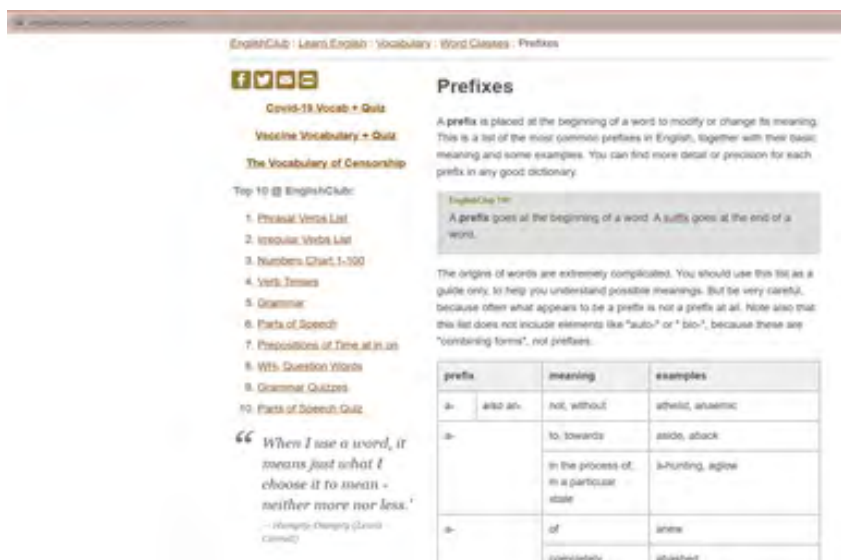 EnglishClub : Learn English : Vocabulary : Word Classes : Prefixes
Covid-19 Vocab + Quiz
Vaccine Vocabulary + Quiz
The Vocabulary of Censorship
Top 10 @ EnglishClub:
1. Phrasal Verbs List
2. Irregular Verbs List
3. Numbers Chart 1-100
4. Verb Tenses
5. Grammar
6. Parts of Speech
7. Prepositions of Time at in on
8. WH- Question Words
9. Grammar Quizzes
10. Parts of Speech Quiz
“ When I use a word, it
means just what I
choose it to mean -
neither more nor less.'
— Humpty Dumpty (Lewis
Carroll)
Prefixes
A prefix is placed at the beginning of a word to modify or change its meaning.
This is a list of the most common prefixes in English, together with their basic
meaning and some examples. You can find more detail or precision for each
prefix in any good dictionary.
EnglishClub TIP
A prefix goes at the beginning of a word. A suffix goes at the end of a
word.
The origins of words are extremely complicated. You should use this list as a
guide only, to help you understand possible meanings. But be very careful,
because often what appears to be a prefix is not a prefix at all. Note also that
this list does not include elements like "auto-" or " bio-", because these are
"combining forms", not prefixes.
prefix meaning examples
a- also an- not, without atheist, anaemic
a- to, towards aside, aback
in the process of, a-hunting, aglow
in a particular
state
a- of anew
completely abashed